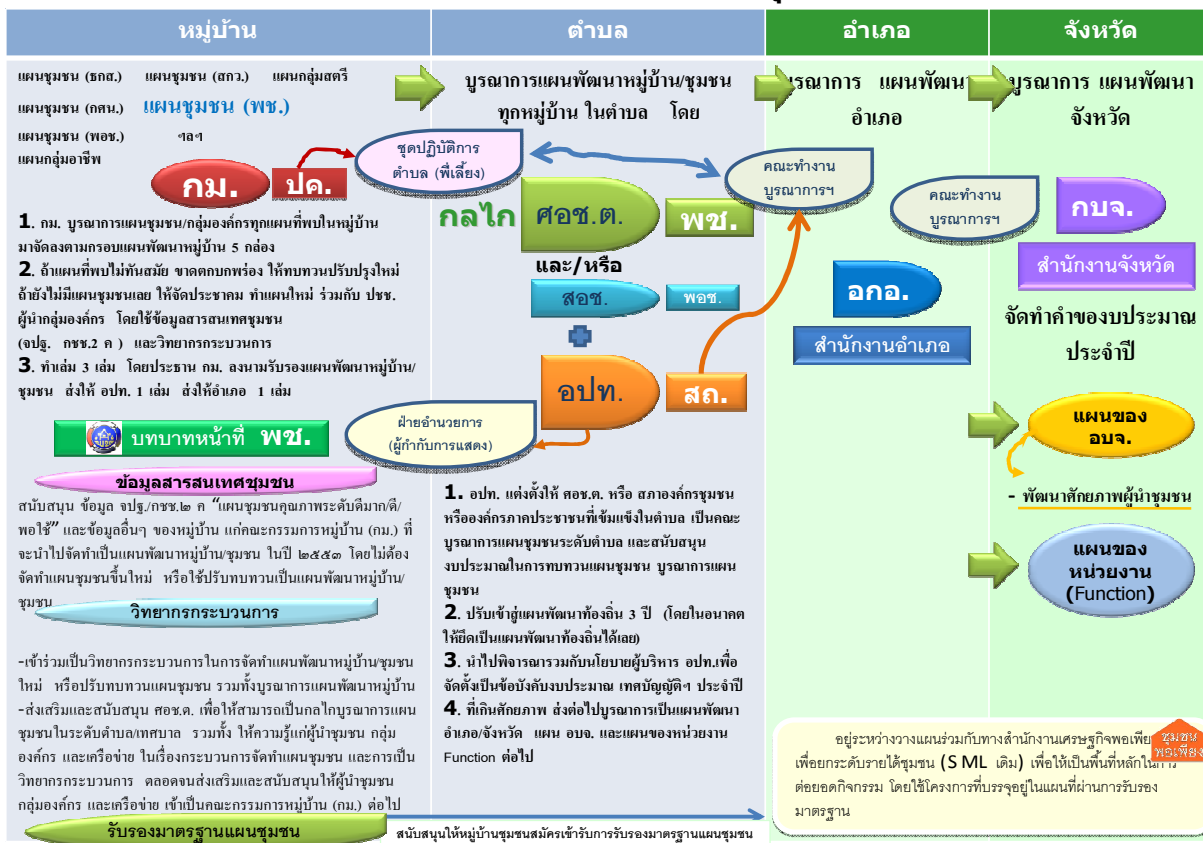 หมู่บ้าน
ตำบล
อำเภอ
จังหวัด
แผนชุมชน (ธกส.) แผนชุมชน (สกว.) แผนกลุ่มสตรี
แผนชุมชน (กศน.) แผนชุมชน (พช.)
แผนชุมชน (พอช.) ฯลฯ
แผนกลุ่มอาชีพ
กม.
ปค.
1. กม. บูรณาการแผนชุมชน/กลุ่มองค์กรทุกแผนที่พบในหมู่บ้าน
มาจัดลงตามกรอบแผนพัฒนาหมู่บ้าน 5 กล่อง
2. ถ้าแผนที่พบไม่ทันสมัย ขาดตกบกพร่อง ให้ทบทวนปรับปรุงใหม่
ถ้ายังไม่มีแผนชุมชนเลย ให้จัดประชาคม ทำแผนใหม่ ร่วมกับ ปชช.
ผู้นำกลุ่มองค์กร โดยใช้ข้อมูลสารสนเทศชุมชน
(จปฐ. กชช.2 ค ) และวิทยากรกระบวนการ
3. ทำเล่ม 3 เล่ม โดยประธาน กม. ลงนามรับรองแผนพัฒนาหมู่บ้าน/
ชุมชน ส่งให้ อปท. 1 เล่ม ส่งให้อำเภอ 1 เล่ม
บทบาทหน้าที่ พช.
ข้อมูลสารสนเทศชุมชน
สนับสนุน ข้อมูล จปฐ./กชช.๒ ค “แผนชุมชนคุณภาพระดับดีมาก/ดี/
พอใช้” และข้อมูลอื่นๆ ของหมู่บ้าน แก่คณะกรรมการหมู่บ้าน (กม.) ที่
จะนำไปจัดทำเป็นแผนพัฒนาหมู่บ้าน/ชุมชน ในปี ๒๕๕๓ โดยไม่ต้อง
จัดทำแผนชุมชนขึ้นใหม่ หรือใช้ปรับทบทวนเป็นแผนพัฒนาหมู่บ้าน/
ชุมชน
วิทยากรกระบวนการ
-เข้าร่วมเป็นวิทยากรกระบวนการในการจัดทำแผนพัฒนาหมู่บ้าน/ชุมชน
ใหม่ หรือปรับทบทวนแผนชุมชน รวมทั้งบูรณาการแผนพัฒนาหมู่บ้าน
-ส่งเสริมและสนับสนุน ศอช.ต. เพื่อให้สามารถเป็นกลไกบูรณาการแผน
ชุมชนในระดับตำบล/เทศบาล รวมทั้ง ให้ความรู้แก่ผู้นำชุมชน กลุ่ม
องค์กร และเครือข่าย ในเรื่องกระบวนการจัดทำแผนชุมชน และการเป็น
วิทยากรกระบวนการ ตลอดจนส่งเสริมและสนับสนุนให้ผู้นำชุมชน
กลุ่มองค์กร และเครือข่าย เข้าเป็นคณะกรรมการหมู่บ้าน (กม.) ต่อไป
รับรองมาตรฐานแผนชุมชน
สนับสนุนให้หมู่บ้านชุมชนสมัครเข้ารับการรับรองมาตรฐานแผนชุมชน
บูรณาการแผนพัฒนาหมู่บ้าน/ชุมชน
ทุกหมู่บ้าน ในตำบล โดย
ชุดปฏิบัติการ
ตำบล (พี่เลี้ยง)
กลไก
ศอช.ต.
พช.
และ/หรือ
สอช.
พอช.
อปท.
สถ.
ฝ่ายอำนวยการ
(ผู้กำกับการแสดง)
1. อปท. แต่งตั้งให้ ศอช.ต. หรือ สภาองค์กรชุมชน
หรือองค์กรภาคประชาชนที่เข้มแข็งในตำบล เป็นคณะ
บูรณาการแผนชุมชนระดับตำบล และสนับสนุน
งบประมาณในการทบทวนแผนชุมชน บูรณาการแผน
ชุมชน
2. ปรับเข้าสู่แผนพัฒนาท้องถิ่น 3 ปี (โดยในอนาคต
ให้ยึดเป็นแผนพัฒนาท้องถิ่นได้เลย)
3. นำไปพิจารณารวมกับนโยบายผู้บริหาร อปท.เพื่อ
จัดตั้งเป็นข้อบังคับงบประมาณ เทศบัญญัติฯ ประจำปี
4. ที่เกินศักยภาพ ส่งต่อไปบูรณาการเป็นแผนพัฒนา
อำเภอ/จังหวัด แผน อบจ. และแผนของหน่วยงาน
Function ต่อไป
บูรณาการ แผนพัฒนา
อำเภอ
คณะทำงาน
บูรณาการฯ
อกอ.
สำนักงานอำเภอ
บูรณาการ แผนพัฒนา
จังหวัด
คณะทำงาน
บูรณาการฯ
กบจ.
สำนักงานจังหวัด
จัดทำคำของบประมาณ
ประจำปี
แผนของ
อบจ.
- พัฒนาศักยภาพผู้นำชุมชน
แผนของ
หน่วยงาน
(Function)
อยู่ระหว่างวางแผนร่วมกับทางสำนักงานเศรษฐกิจพอเพียง
เพื่อยกระดับรายได้ชุมชน (S ML เดิม) เพื่อให้เป็นพื้นที่หลักในการ
ต่อยอดกิจกรรม โดยใช้โครงการที่บรรจุอยู่ในแผนที่ผ่านการรับรอง
มาตรฐาน
ชุมชน
พอเพียง